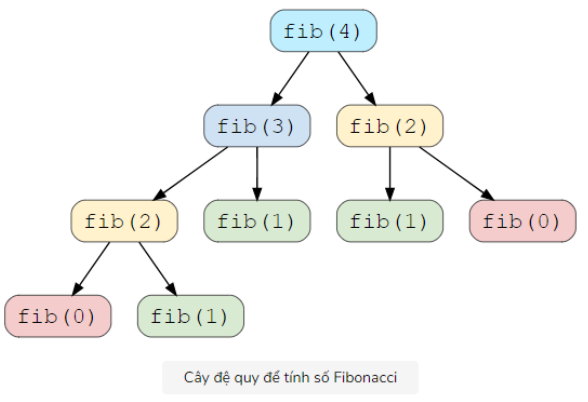 fib(4)
fib(3) fib(2)
fib(2) fib(1) fib(1) fib(0)
fib(0) fib(1)
Cây đệ quy để tính số Fibonacci